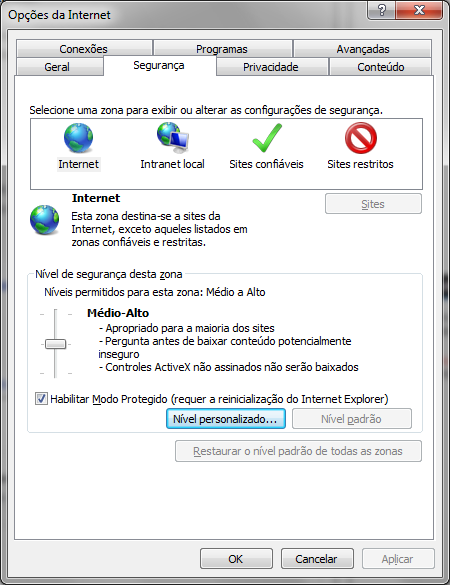 Opções da Internet
Conexões Programas Avançadas
Geral Segurança Privacidade Conteúdo
Selecione uma zona para exibir ou alterar as configurações de segurança.
Internet Intranet local Sites confiáveis Sites restritos
Internet
Sites
Esta zona destina-se a sites da
Internet, exceto aqueles listados em
zonas confiáveis e restritas.
Nível de segurança desta zona
Níveis permitidos para esta zona: Médio a Alto
Médio-Alto
- Apropriado para a maioria dos sites
- Pergunta antes de baixar conteúdo potencialmente
inseguro
- Controles ActiveX não assinados não serão baixados
Habilitar Modo Protegido (requer a reinicialização do Internet Explorer)
Nível personalizado... Nível padrão
Restaurar o nível padrão de todas as zonas
OK Cancelar Aplicar